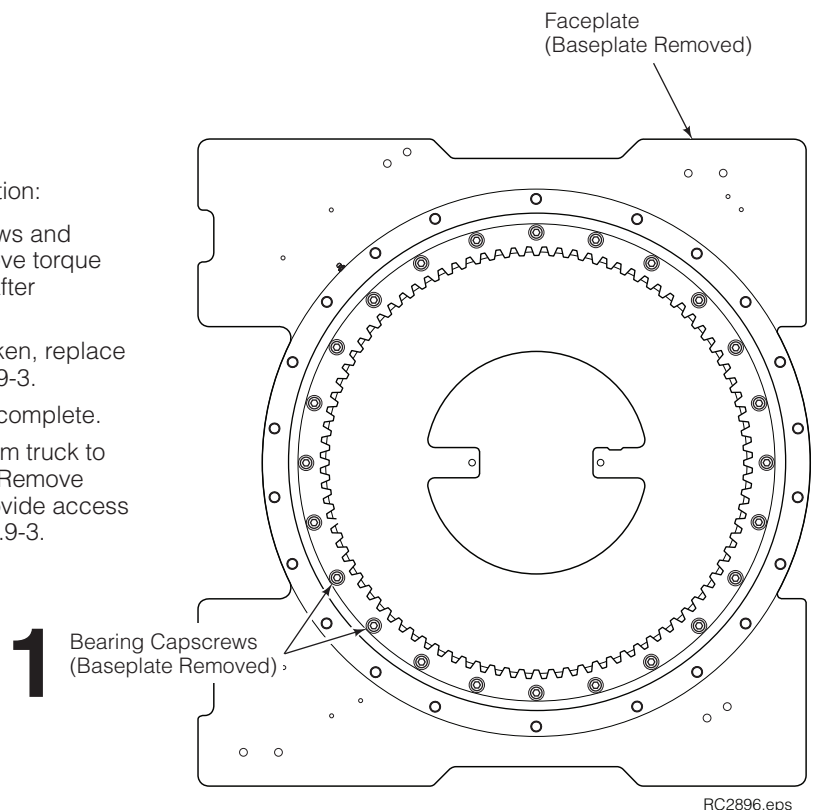 Faceplate
(Baseplate Removed)
tion:
ws and
ve torque
fter
ken, replace
9-3.
complete.
m truck to
Remove
ovide access
.9-3.
1
Bearing Capscrews
(Baseplate Removed)
RC2896.eps